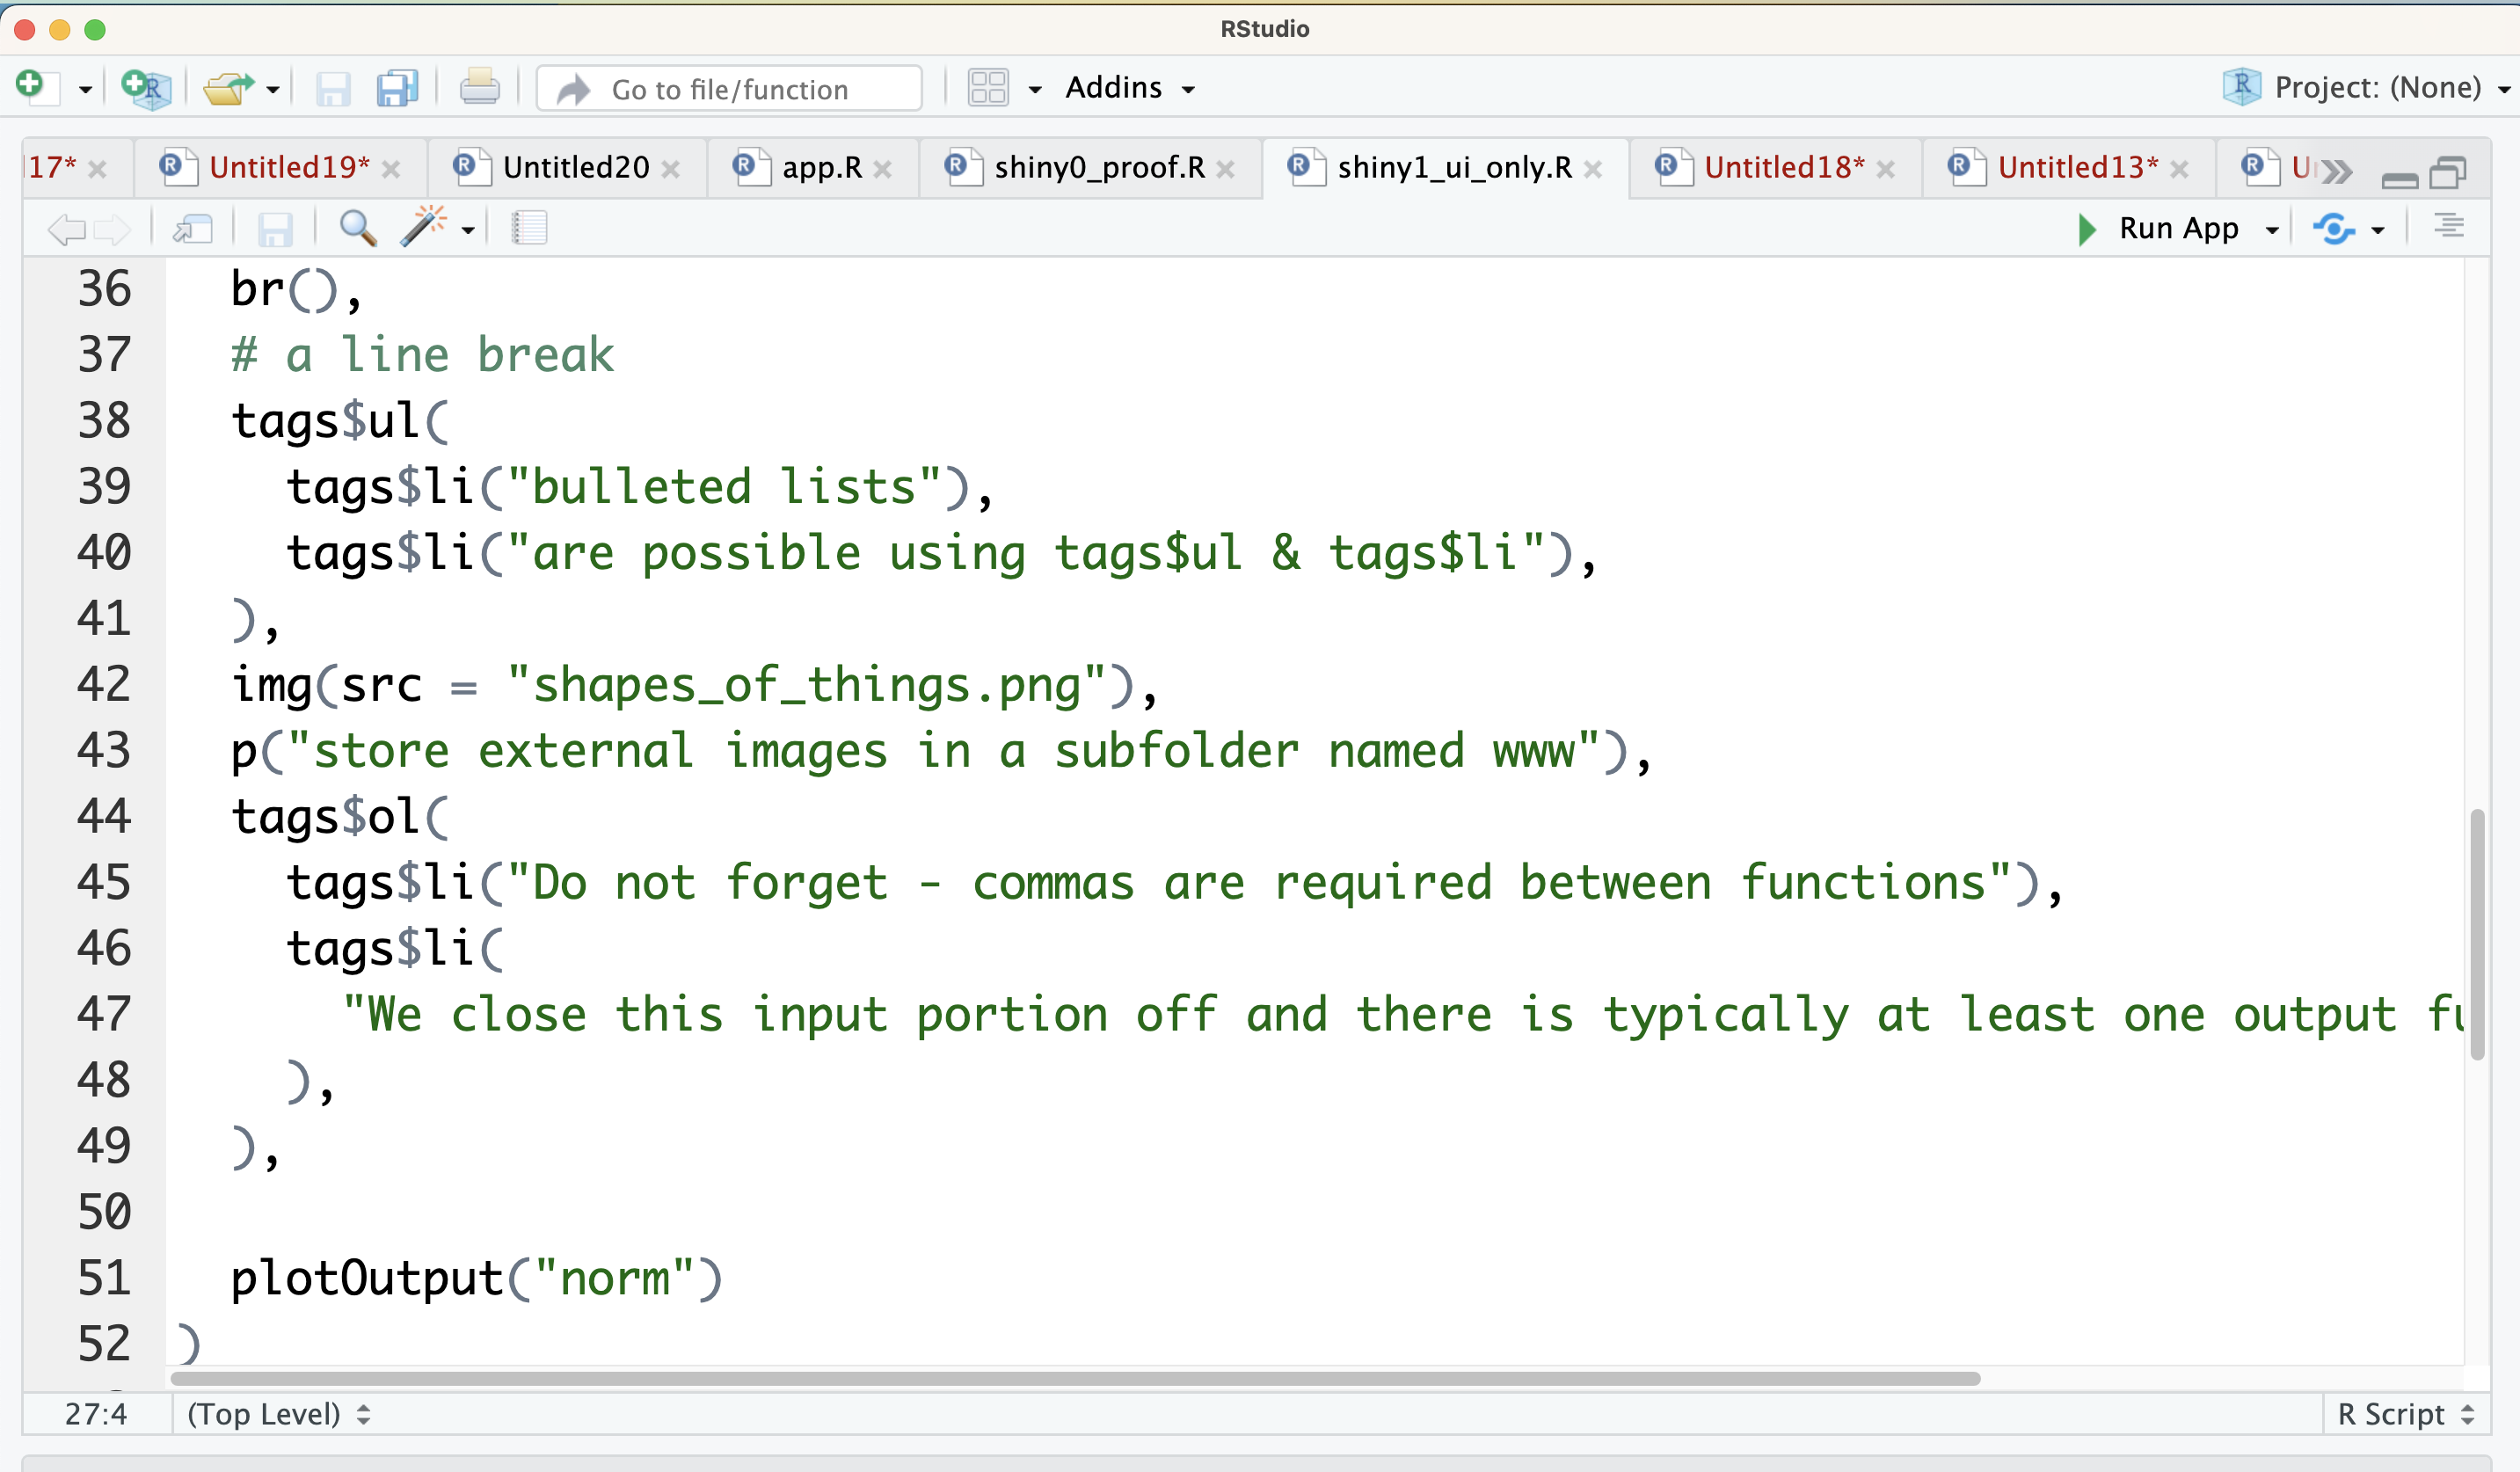 RStudio
Go to file/function
Addins
Project: (None)
17*
Untitled19*
Untitled20
app.R
shiny0_proof.R
shiny1_ui_only.R
Untitled18*
Untitled13*
Run App
36 br(),
37 # a line break
38 tags$ul(
39 tags$li("bulleted lists"),
40 tags$li("are possible using tags$ul & tags$li"),
41 ),
42 img(src = "shapes_of_things.png"),
43 p("store external images in a subfolder named www"),
44 tags$ol(
45 tags$li("Do not forget - commas are required between functions"),
46 tags$li(
47 "We close this input portion off and there is typically at least one output
48 ),
49 ),
50
51 plotOutput("norm")
52 )
27:4
(Top Level)
R Script